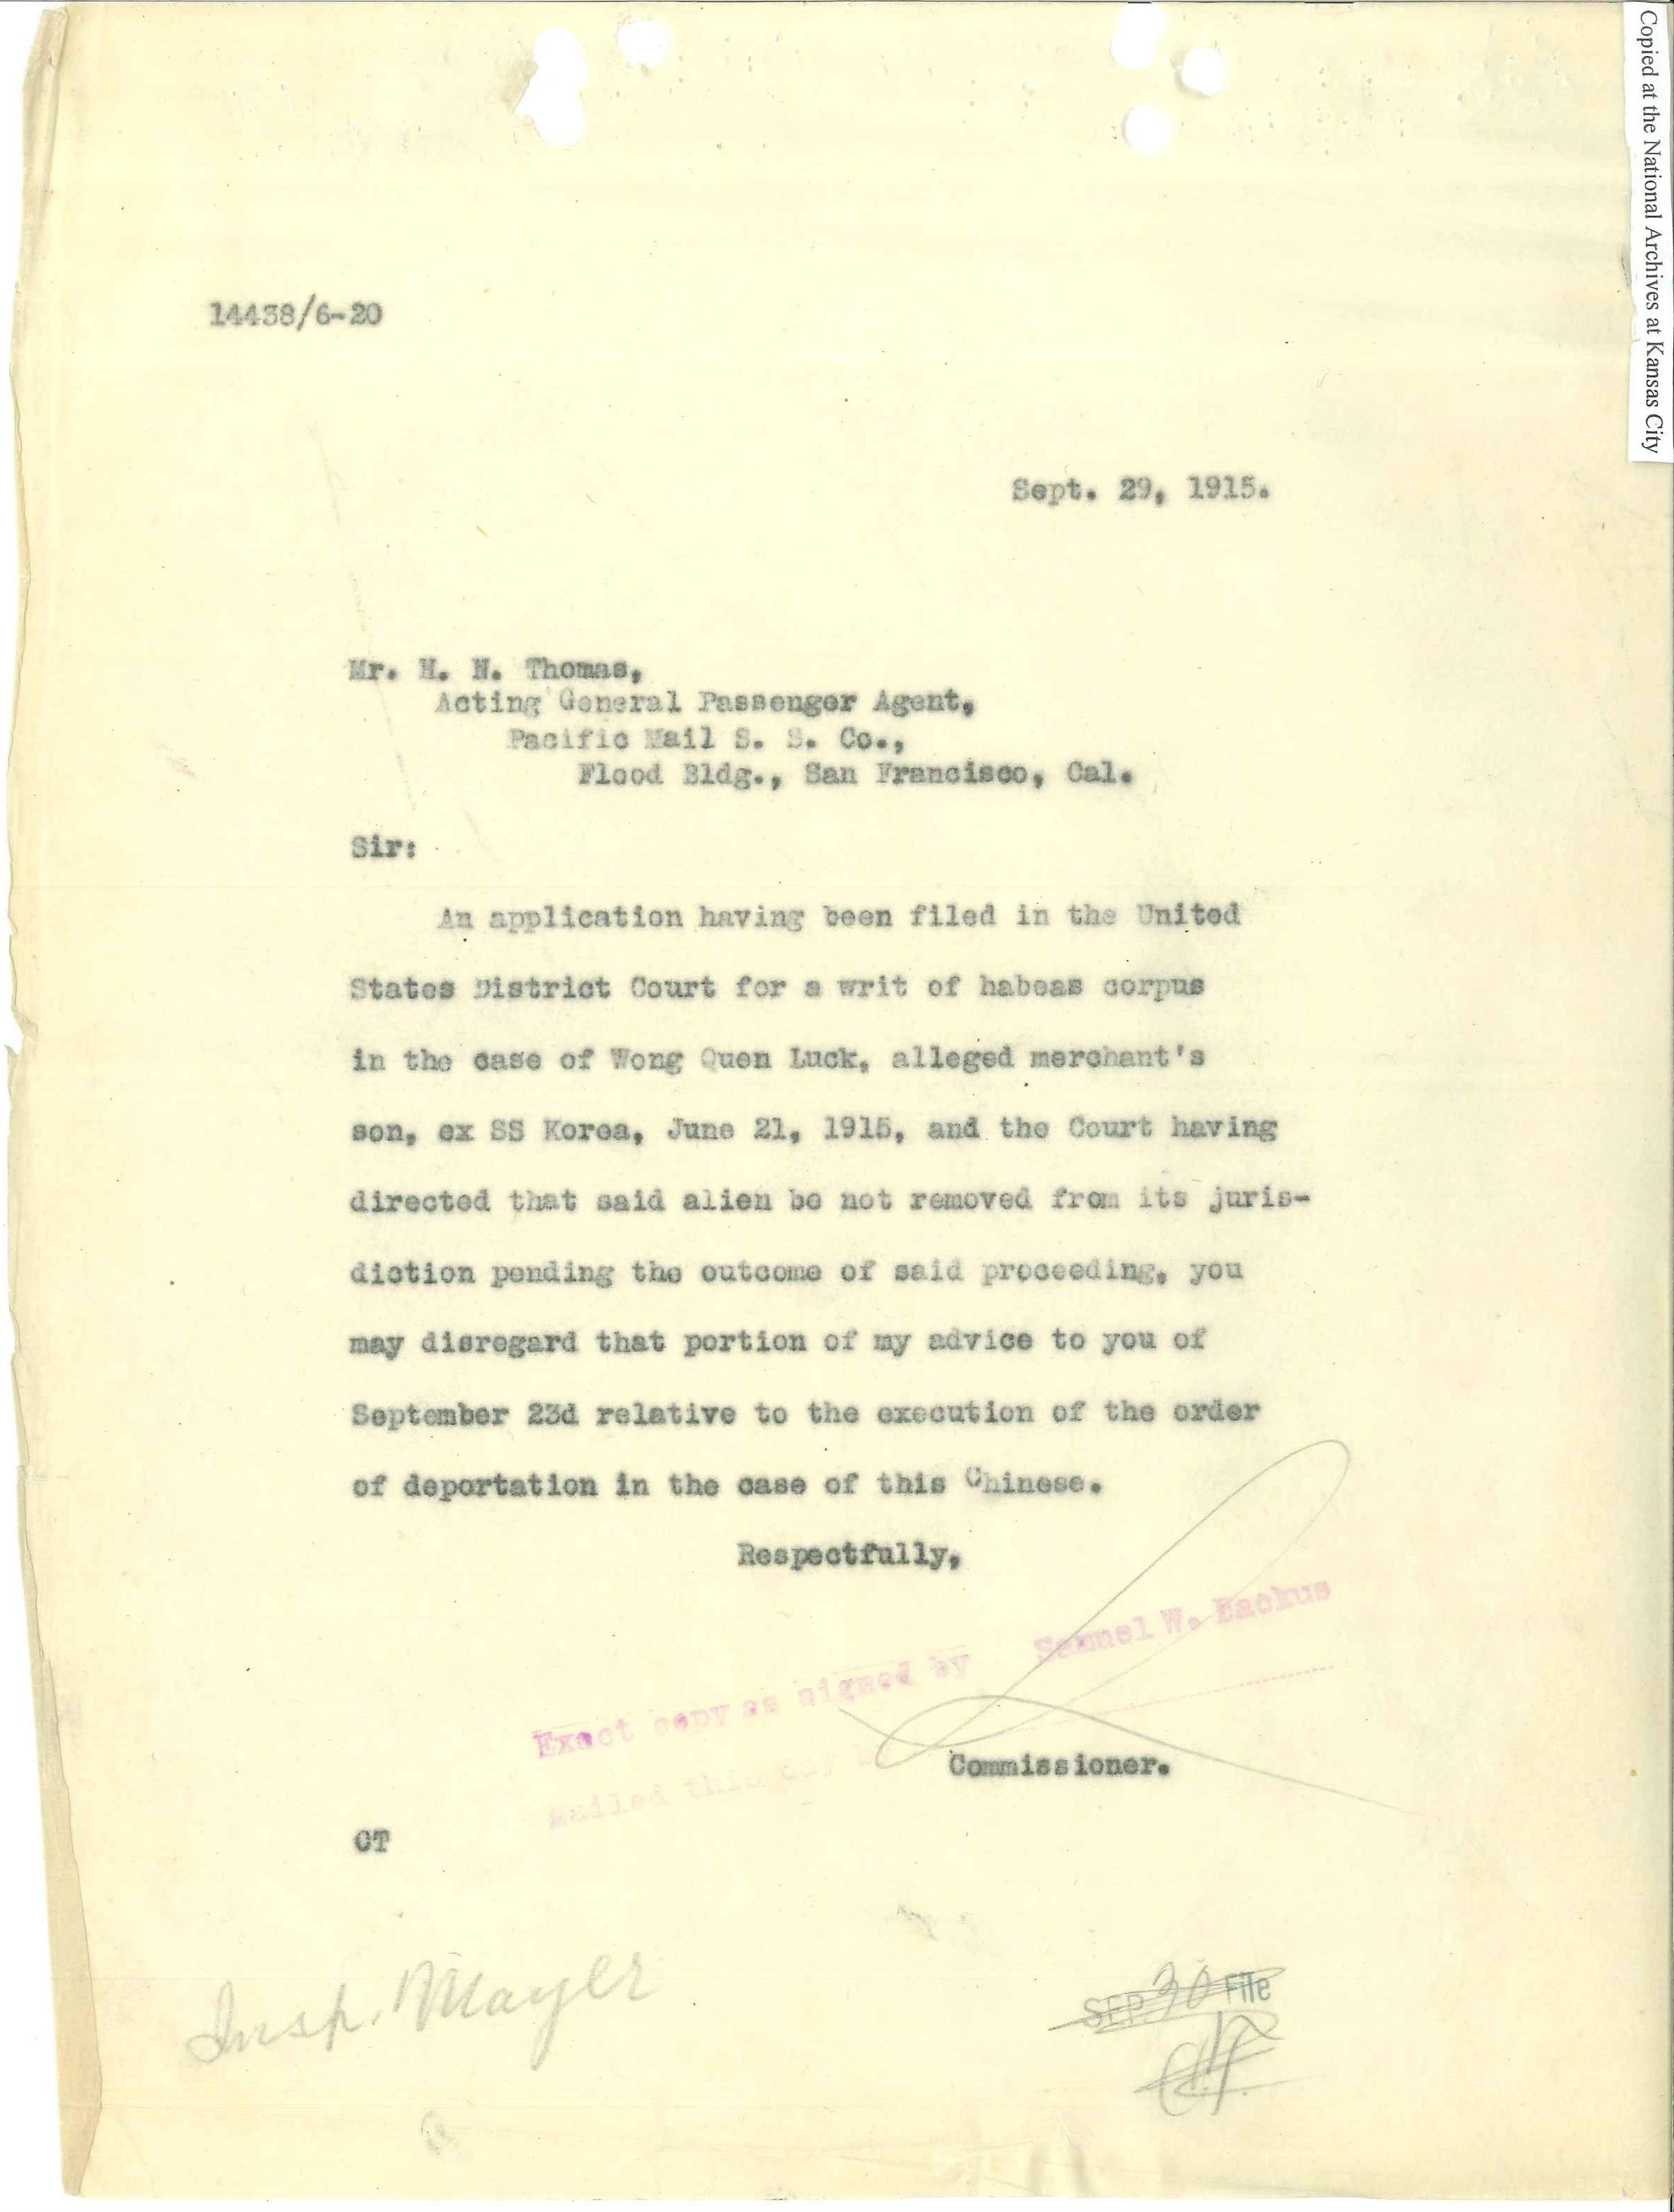 Copied at the National Archives at Kansas City
14438/6-20
Sept. 29, 1915.
Mr. H. N. Thomas,
Acting General Passenger Agent,
Pacific Mail S. S. Co.,
Flood Bldg., San Francisco, Cal.
Sir:
An application having been filed in the United
States District Court for a writ of habeas corpus
in the case of Wong Quen Luck, alleged merchant's
son, ex SS Korea, June 21, 1915, and the Court having
directed that said alien be not removed from its juris-
diction pending the outcome of said proceeding, you
may disregard that portion of my advice to you of
September 23d relative to the execution of the order
of deportation in the case of this Chinese.
Respectfully,
Exact copy as signed by Samuel W. Backus
Mailed this day
Commissioner.
CT
Insp. Mayer
SEP 30 File